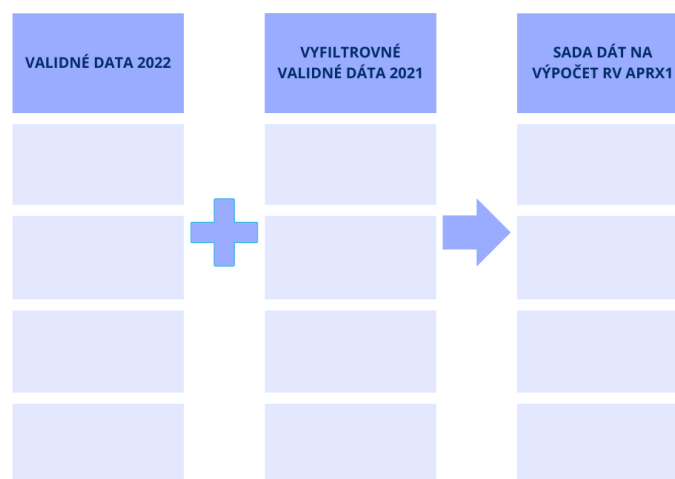 VALIDNÉ DATA 2022
VYFILTROVNÉ
VALIDNÉ DÁTA 2021
SADA DÁT NA
VÝPOČET RV APRX1